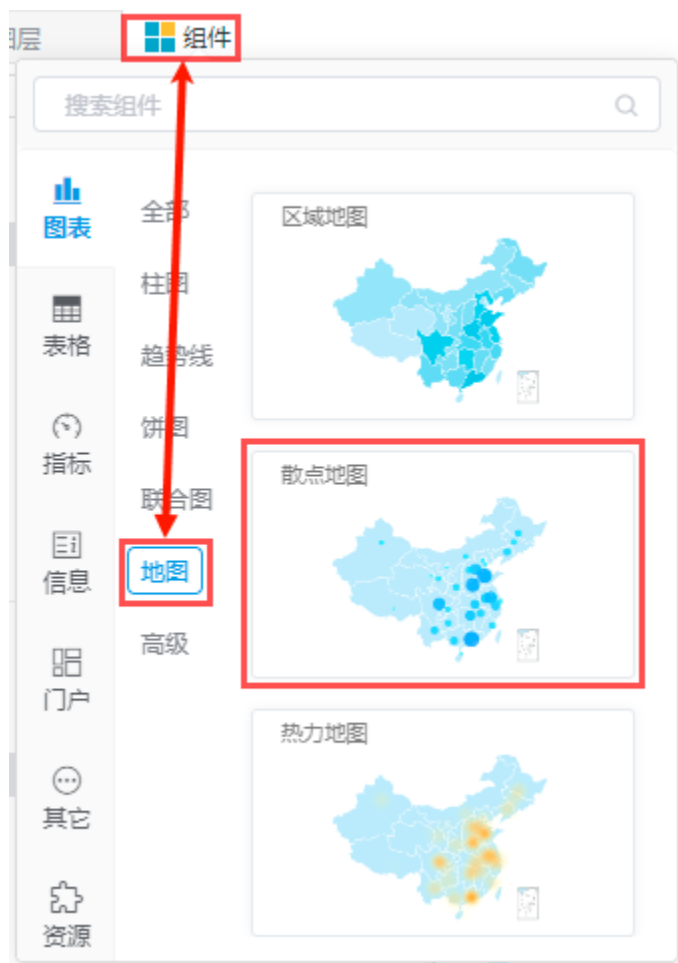 层
组件
搜索组件
图表
表格
指标
信息
门户
其它
资源
全部
柱图
趋势线
饼图
联合图
地图
高级
区域地图
散点地图
热力地图